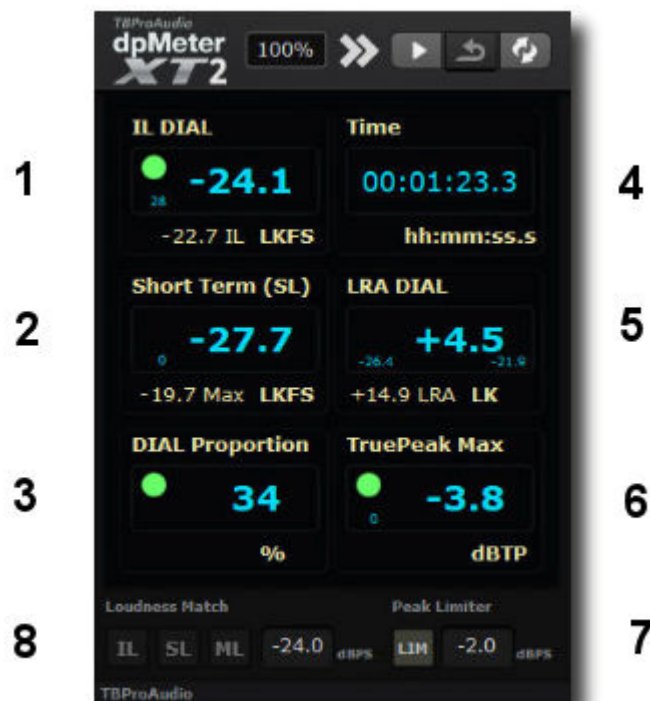 TBProAudio
dpMeter
XT2
100%
IL DIAL
Time
1
28
-24.1
00:01:23.3
4
-22.7 IL LKFS
hh:mm:ss.s
Short Term (SL)
LRA DIAL
2
0
-27.7
-26.4
+4.5
-21.9
5
-19.7 Max LKFS
+14.9 LRA LK
DIAL Proportion
TruePeak Max
3
34
0
-3.8
6
%
dBTP
Loudness Match
Peak Limiter
8
IL SL ML -24.0 dBFS
LIM -2.0 dBFS
7
TBProAudio